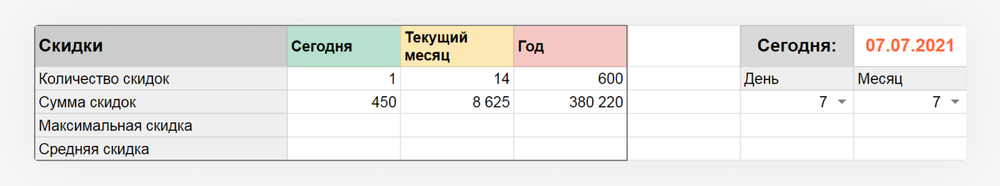 Скидки Сегодня Текущий месяц Год Сегодня: 07.07.2021
Количество скидок 1 14 600 День Месяц
Сумма скидок 450 8 625 380 220 7 7
Максимальная скидка
Средняя скидка